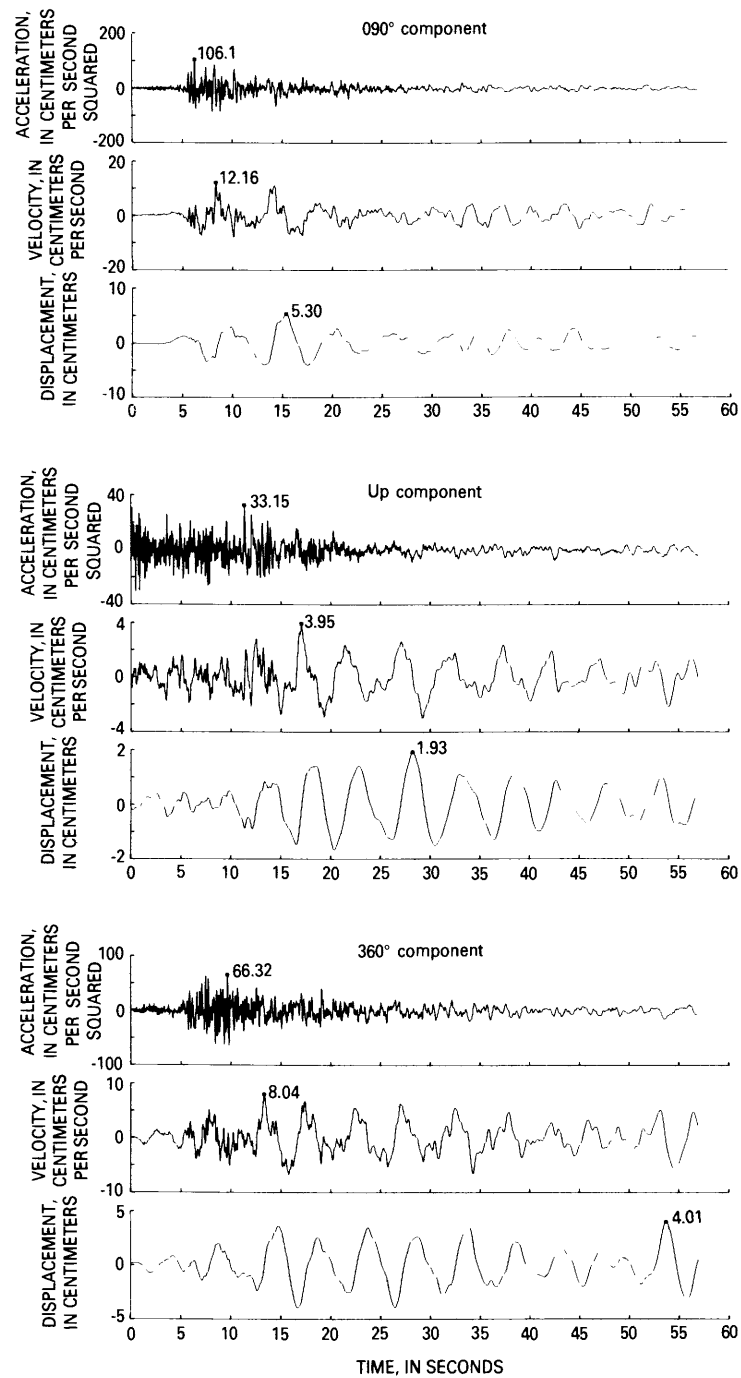 090° component
ACCELERATION,
IN CENTIMETERS
PER SECOND
SQUARED
200
0
-200
106.1
VELOCITY, IN
CENTIMETERS
PER SECOND
20
0
-20
12.16
DISPLACEMENT,
IN CENTIMETERS
10
0
-10
5.30
0 5 10 15 20 25 30 35 40 45 50 55 60
Up component
ACCELERATION,
IN CENTIMETERS
PER SECOND
SQUARED
40
0
-40
33.15
VELOCITY, IN
CENTIMETERS
PER SECOND
4
0
-4
3.95
DISPLACEMENT,
IN CENTIMETERS
2
0
-2
1.93
0 5 10 15 20 25 30 35 40 45 50 55 60
360° component
ACCELERATION,
IN CENTIMETERS
PER SECOND
SQUARED
100
0
-100
66.32
VELOCITY, IN
CENTIMETERS
PER SECOND
10
0
-10
8.04
DISPLACEMENT,
IN CENTIMETERS
5
0
-5
4.01
0 5 10 15 20 25 30 35 40 45 50 55 60
TIME, IN SECONDS